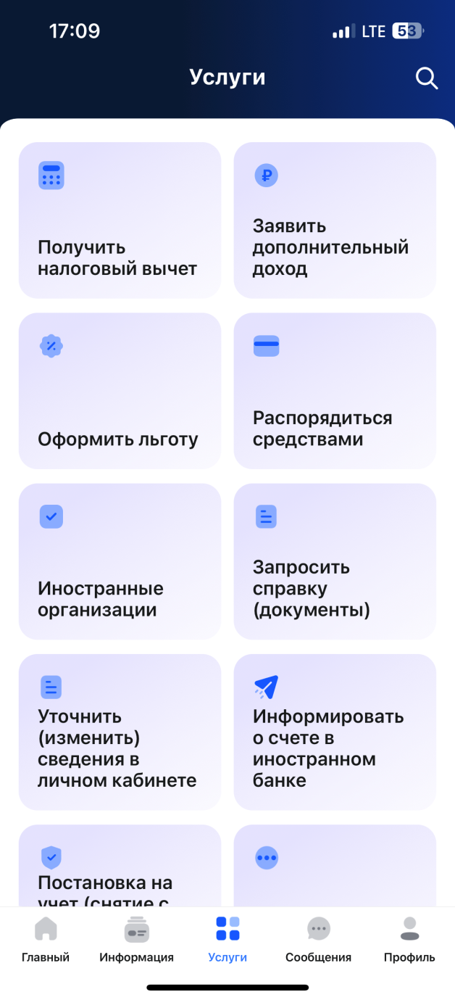 17:09
LTE 53
Услуги
₽
Получить
налоговый вычет
Заявить
дополнительный
доход
Оформить льготу
Распорядиться
средствами
Иностранные
организации
Запросить
справку
(документы)
Уточнить
(изменить)
сведения в
личном кабинете
Информировать
о счете в
иностранном
банке
Постановка на
учет (снятие с
Главный
Информация
Услуги
Сообщения
Профиль